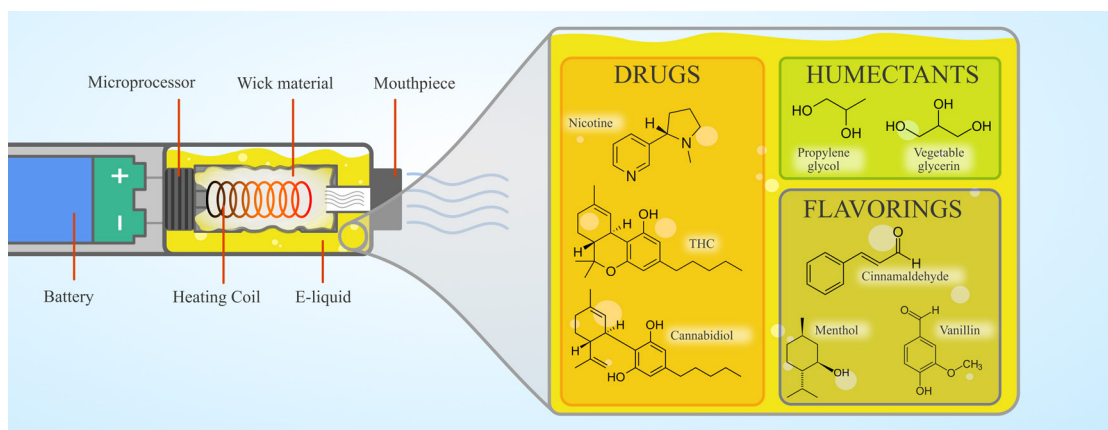 Microprocessor
Wick material
Mouthpiece
+
−
Battery
Heating Coil
E-liquid
DRUGS
Nicotine
H
N
N
THC
OH
H
H
O
Cannabidiol
OH
H
H
HO
HUMECTANTS
HO
OH
Propylene
glycol
OH
HO
OH
Vegetable
glycerin
FLAVORINGS
O
H
Cinnamaldehyde
Menthol
OH
Vanillin
O
H
O
CH₃
OH